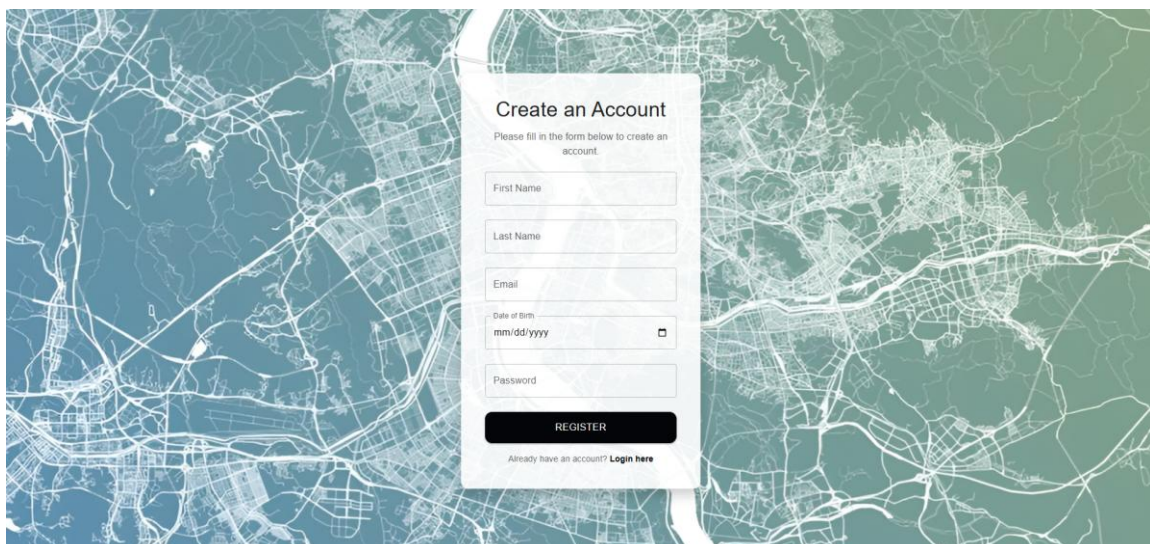 Create an Account
Please fill in the form below to create an
account.
First Name
Last Name
Email
Date of Birth
mm/dd/yyyy
Password
REGISTER
Already have an account? Login here